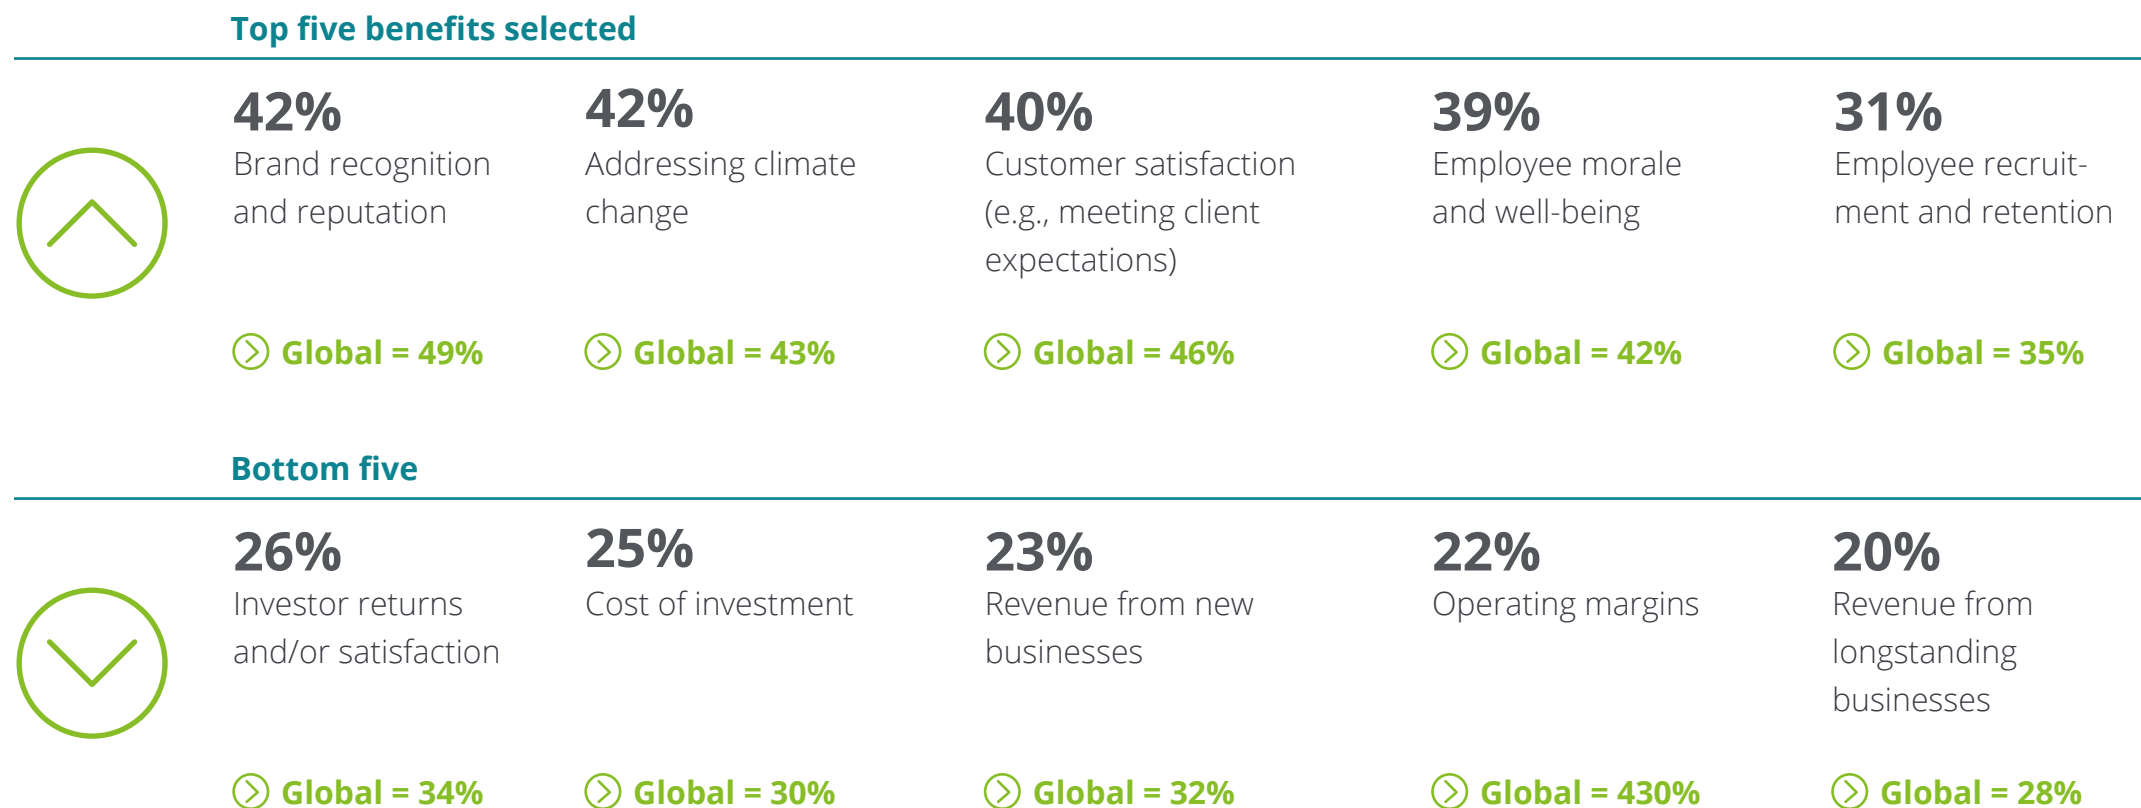 Top five benefits selected
42%
Brand recognition
and reputation
Global = 49%
42%
Addressing climate
change
Global = 43%
40%
Customer satisfaction
(e.g., meeting client
expectations)
Global = 46%
39%
Employee morale
and well-being
Global = 42%
31%
Employee recruit-
ment and retention
Global = 35%
Bottom five
26%
Investor returns
and/or satisfaction
Global = 34%
25%
Cost of investment
Global = 30%
23%
Revenue from new
businesses
Global = 32%
22%
Operating margins
Global = 430%
20%
Revenue from
longstanding
businesses
Global = 28%